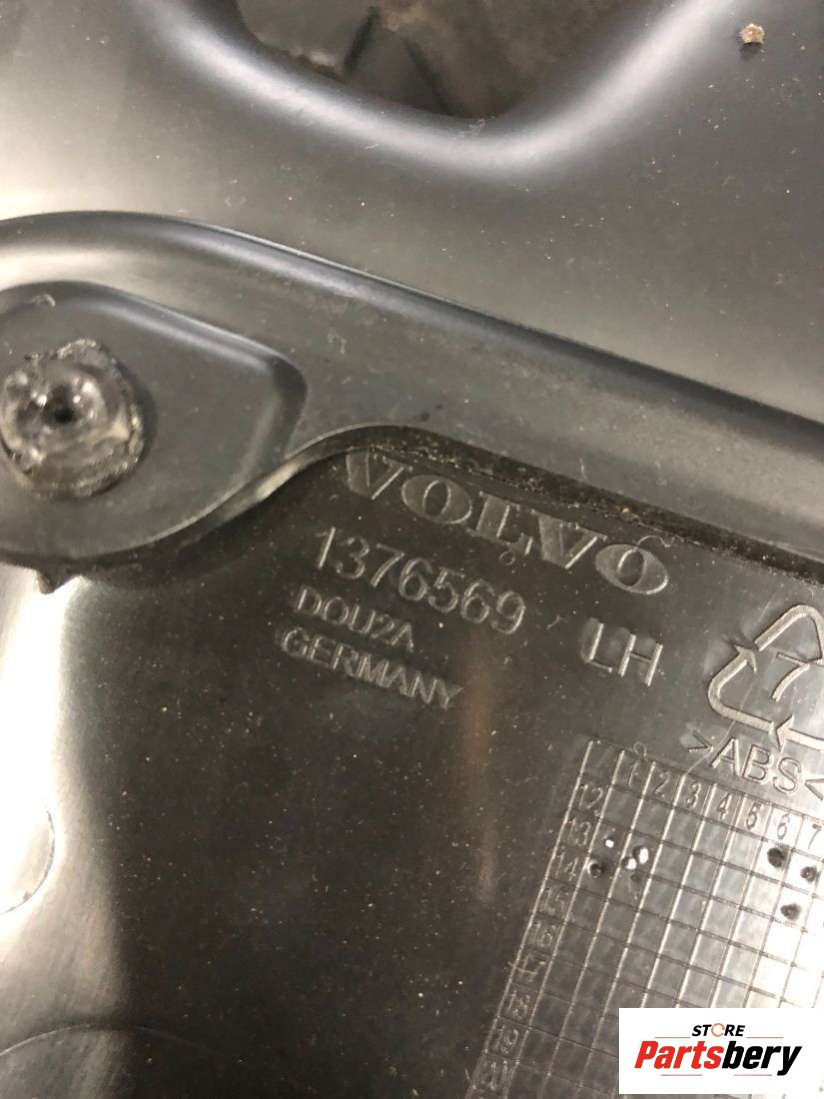 VOLVO
1376569 LH
DOU2A
GERMANY
7
>ABS<
1 2 3 4 5 6 7
12
13
14
15
16
17
18
19
STORE
Partsbery